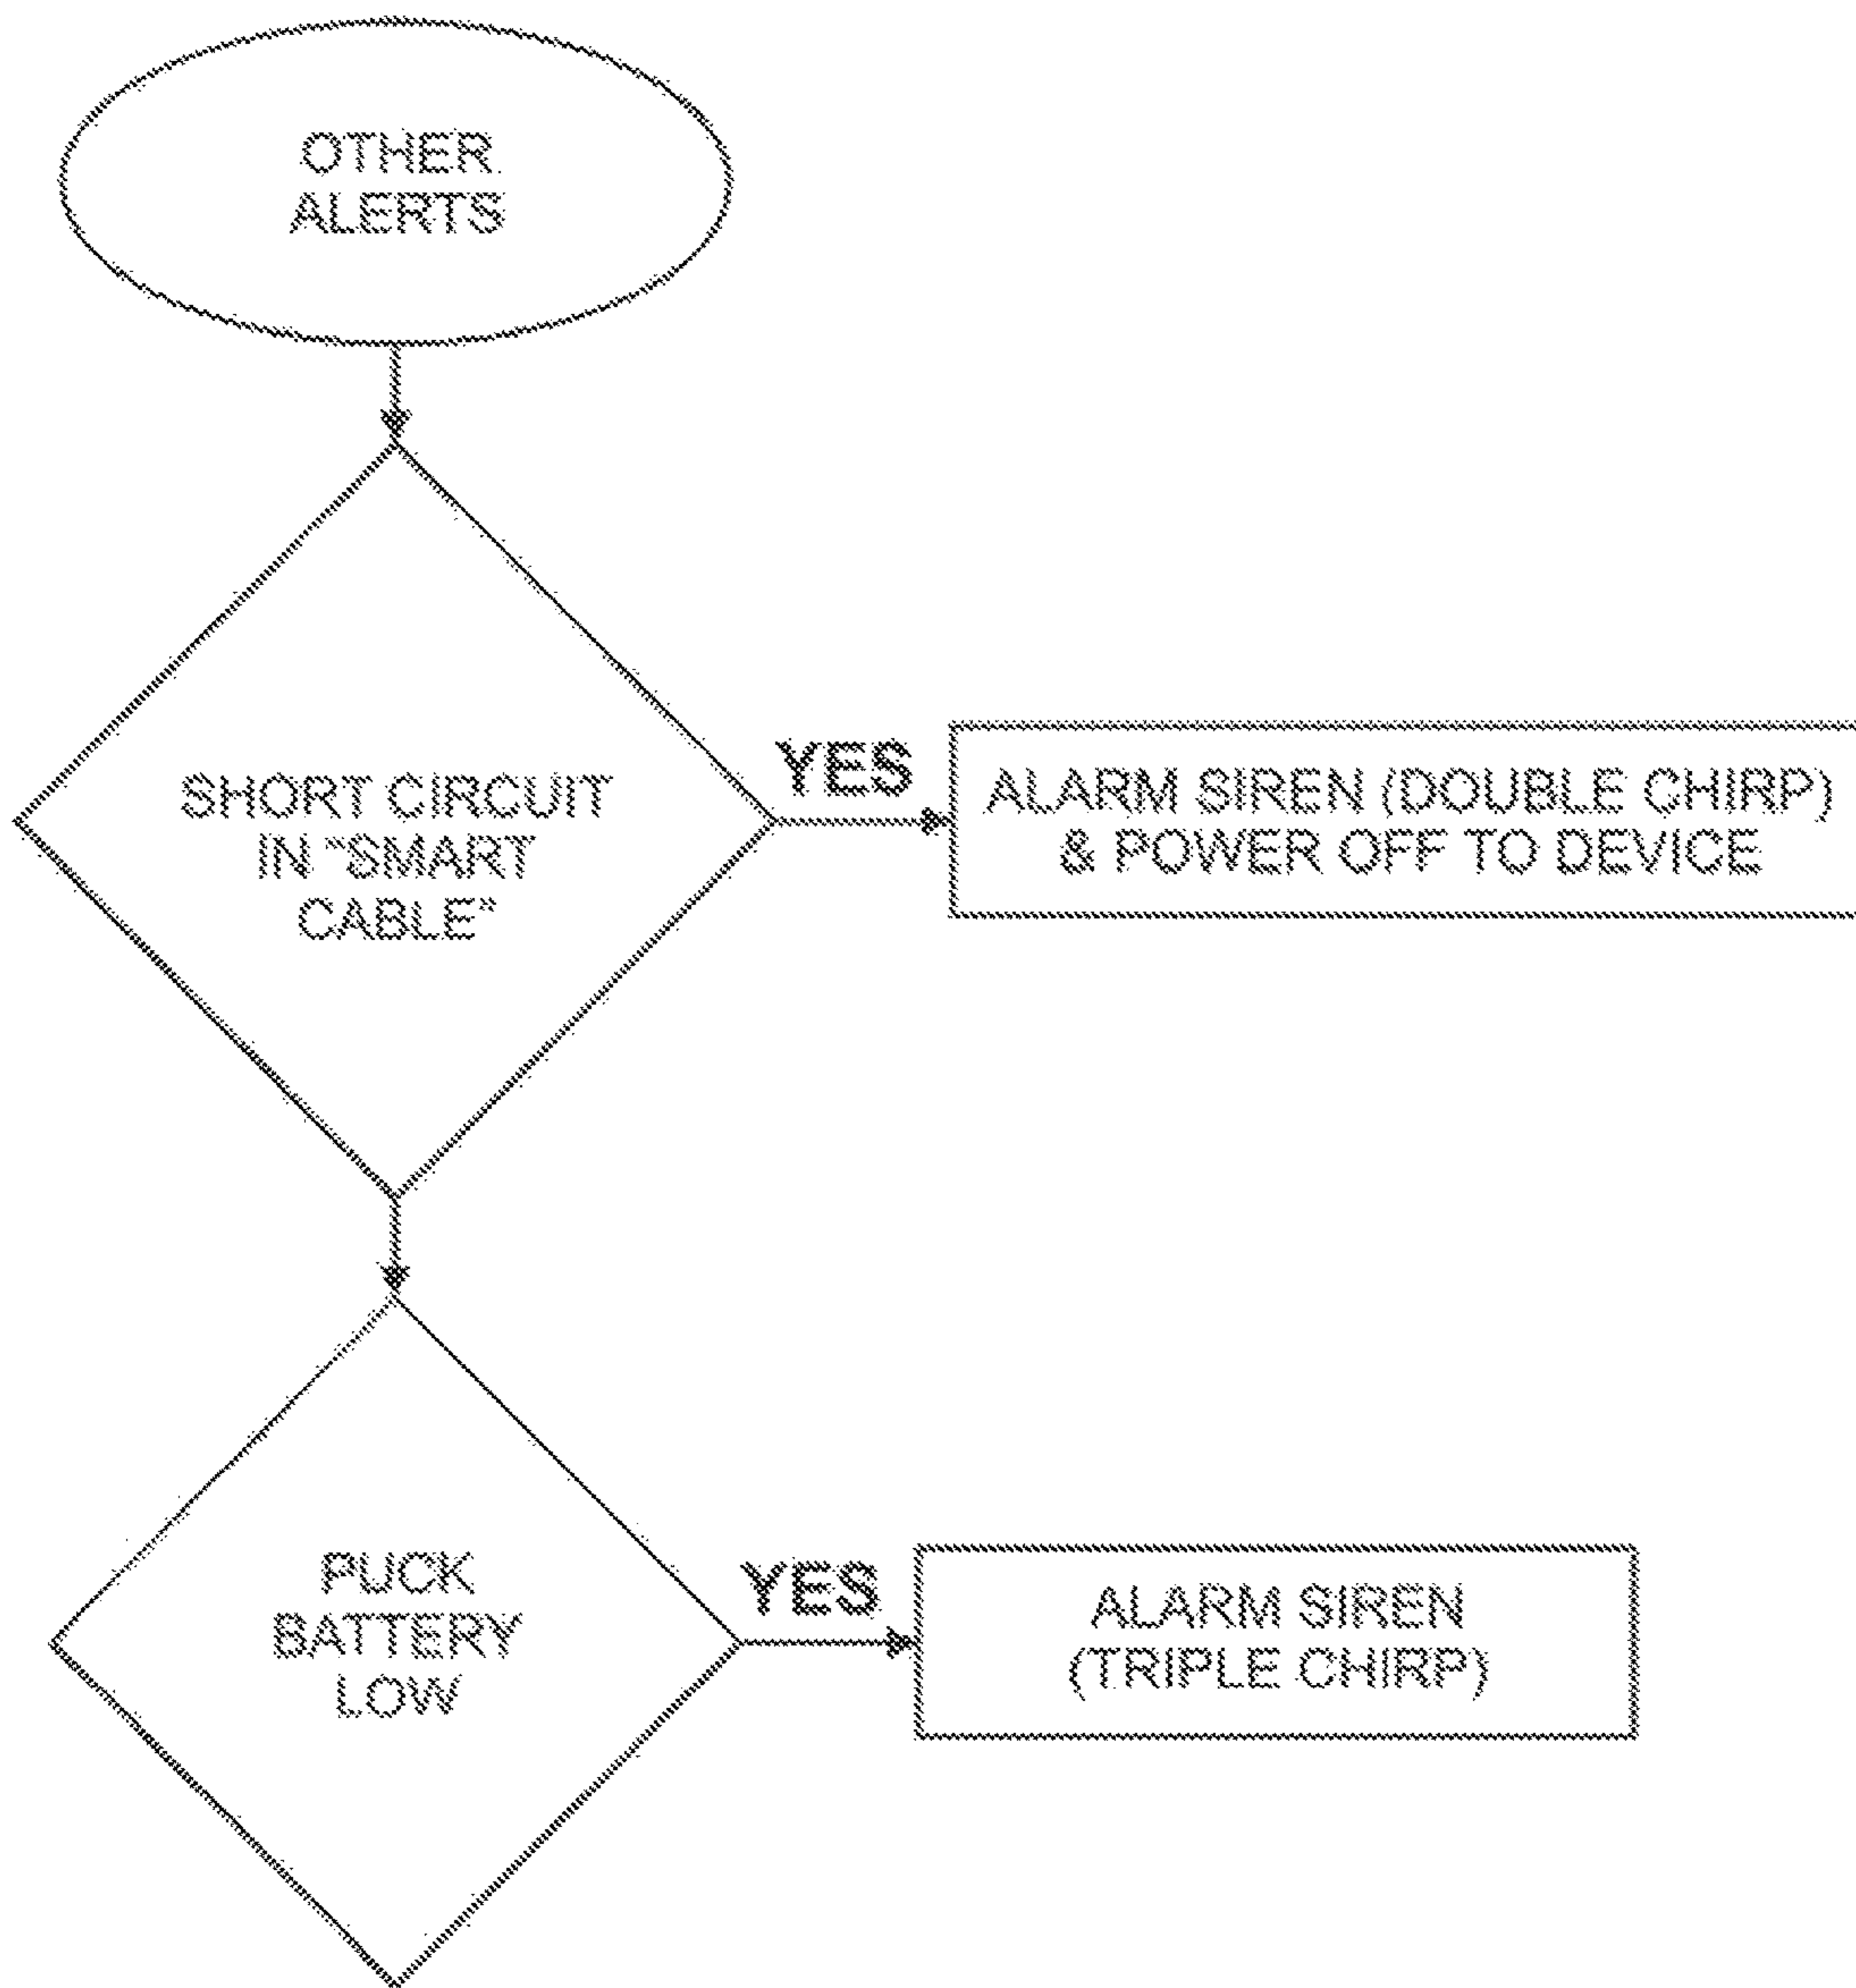 OTHER
ALERTS
SHORT CIRCUIT
IN "SMART
CABLE"
YES
ALARM SIREN (DOUBLE CHIRP)
& POWER OFF TO DEVICE
PUCK
BATTERY
LOW
YES
ALARM SIREN
(TRIPLE CHIRP)